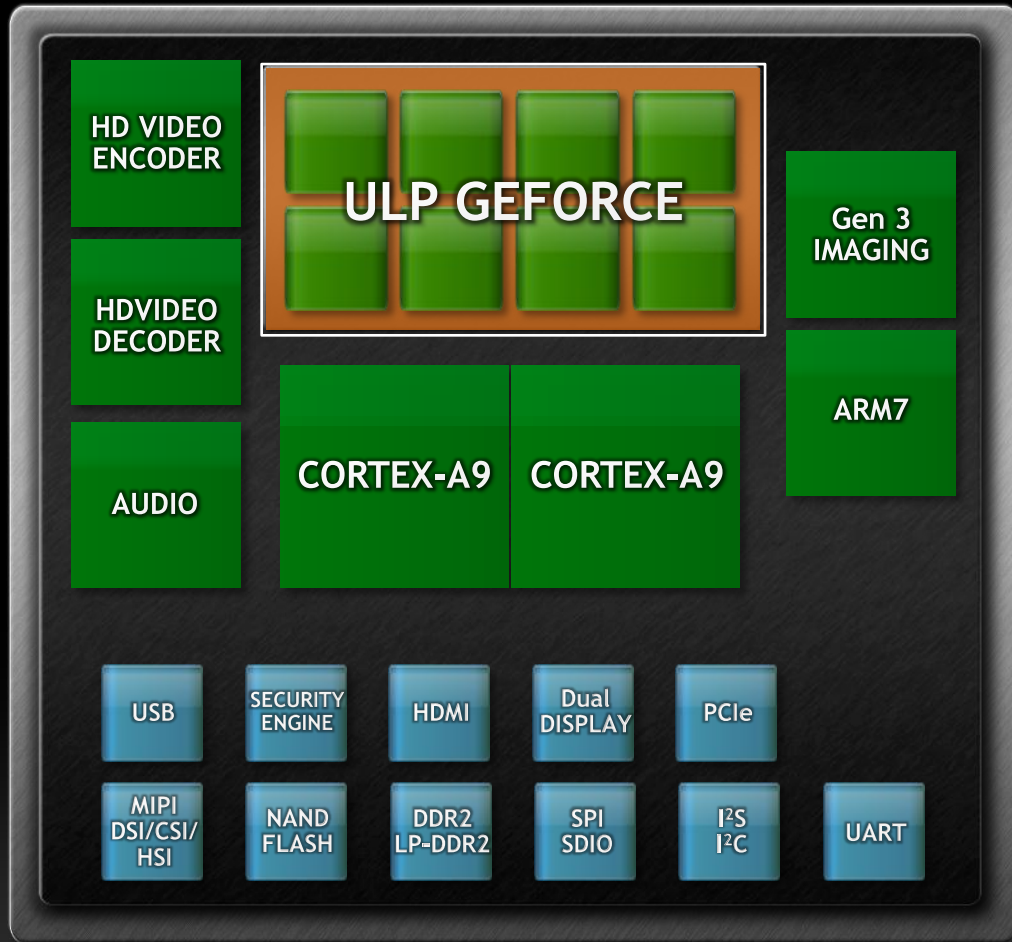 HD VIDEO
ENCODER
ULP GEFORCE
Gen 3
IMAGING
HDVIDEO
DECODER
ARM7
CORTEX-A9
CORTEX-A9
AUDIO
USB
SECURITY
ENGINE
HDMI
Dual
DISPLAY
PCIe
MIPI
DSI/CSI/
HSI
NAND
FLASH
DDR2
LP-DDR2
SPI
SDIO
I²S
I²C
UART